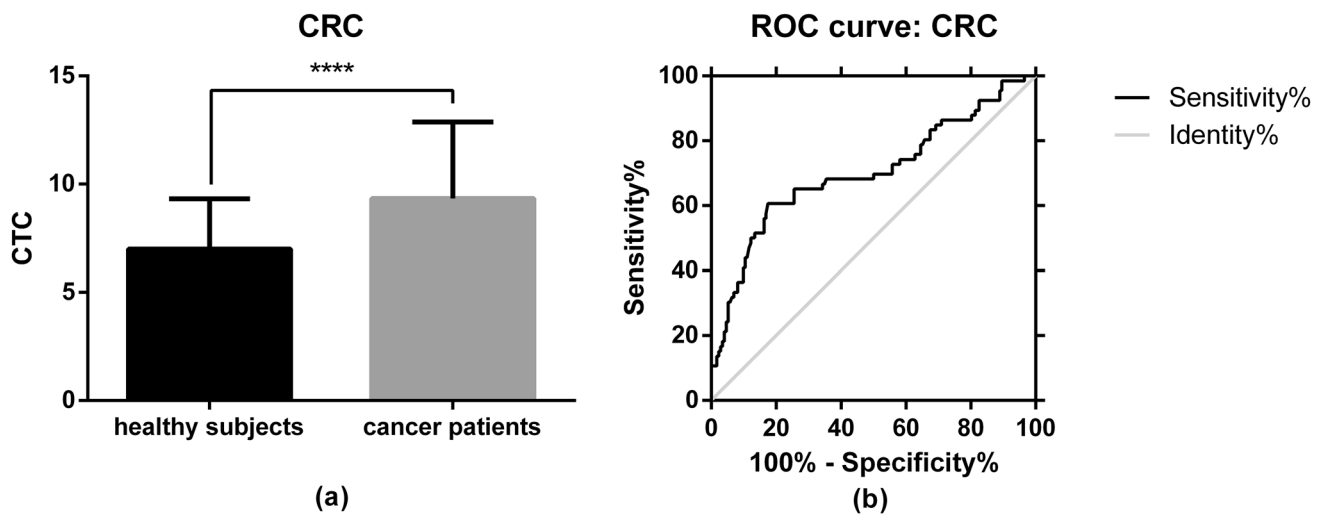 CRC
****
15
10
5
0
CTC
healthy subjects
cancer patients
(a)
ROC curve: CRC
100
80
60
40
20
0
Sensitivity%
0 20 40 60 80 100
100% - Specificity%
(b)
Sensitivity%
Identity%